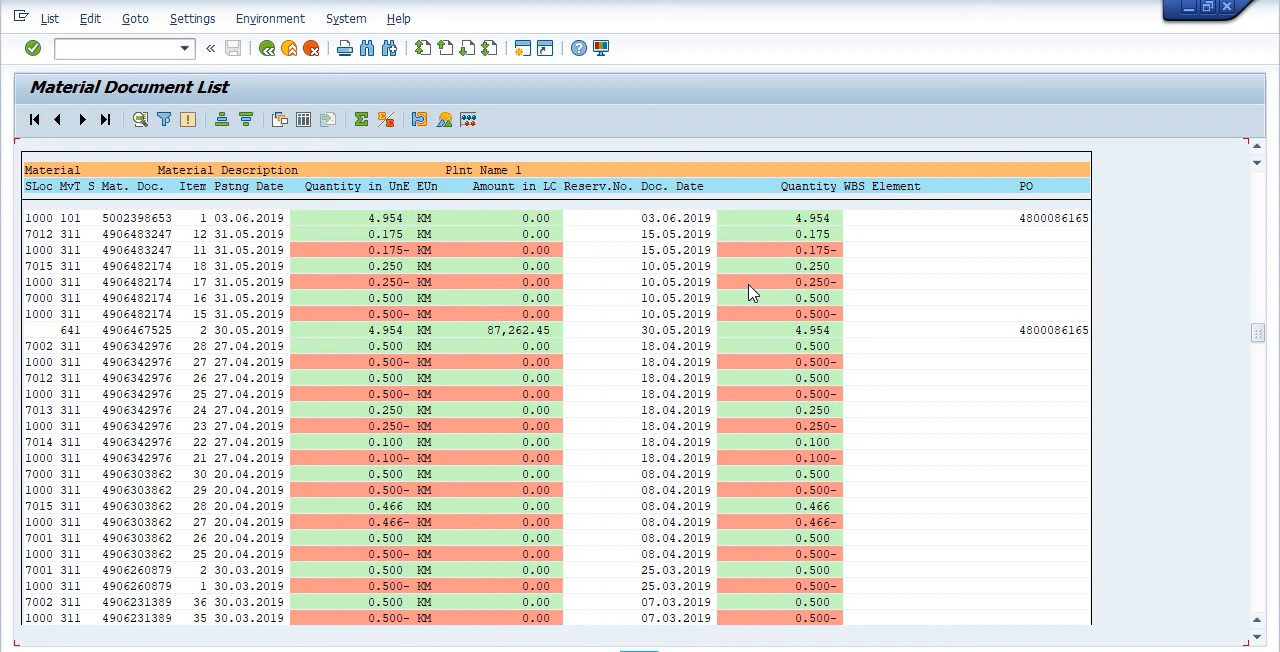 List Edit Goto Settings Environment System Help
Material Document List
Material Material Description Plnt Name 1
SLoc MvT S Mat. Doc. Item Pstng Date Quantity in UnE EUn Amount in LC Reserv.No. Doc. Date Quantity WBS Element PO
1000 101 5002398653 1 03.06.2019 4.954 KM 0.00 03.06.2019 4.954 4800086165
7012 311 4906483247 12 31.05.2019 0.175 KM 0.00 15.05.2019 0.175
1000 311 4906483247 11 31.05.2019 0.175- KM 0.00 15.05.2019 0.175-
7015 311 4906482174 18 31.05.2019 0.250 KM 0.00 10.05.2019 0.250
1000 311 4906482174 17 31.05.2019 0.250- KM 0.00 10.05.2019 0.250-
7000 311 4906482174 16 31.05.2019 0.500 KM 0.00 10.05.2019 0.500
1000 311 4906482174 15 31.05.2019 0.500- KM 0.00 10.05.2019 0.500-
641 4906467525 2 30.05.2019 4.954 KM 87,262.45 30.05.2019 4.954 4800086165
7002 311 4906342976 28 27.04.2019 0.500 KM 0.00 18.04.2019 0.500
1000 311 4906342976 27 27.04.2019 0.500- KM 0.00 18.04.2019 0.500-
7012 311 4906342976 26 27.04.2019 0.500 KM 0.00 18.04.2019 0.500
1000 311 4906342976 25 27.04.2019 0.500- KM 0.00 18.04.2019 0.500-
7013 311 4906342976 24 27.04.2019 0.250 KM 0.00 18.04.2019 0.250
1000 311 4906342976 23 27.04.2019 0.250- KM 0.00 18.04.2019 0.250-
7014 311 4906342976 22 27.04.2019 0.100 KM 0.00 18.04.2019 0.100
1000 311 4906342976 21 27.04.2019 0.100- KM 0.00 18.04.2019 0.100-
7000 311 4906303862 30 20.04.2019 0.500 KM 0.00 08.04.2019 0.500
1000 311 4906303862 29 20.04.2019 0.500- KM 0.00 08.04.2019 0.500-
7015 311 4906303862 28 20.04.2019 0.466 KM 0.00 08.04.2019 0.466
1000 311 4906303862 27 20.04.2019 0.466- KM 0.00 08.04.2019 0.466-
7001 311 4906303862 26 20.04.2019 0.500 KM 0.00 08.04.2019 0.500
1000 311 4906303862 25 20.04.2019 0.500- KM 0.00 08.04.2019 0.500-
7001 311 4906260879 2 30.03.2019 0.500 KM 0.00 25.03.2019 0.500
1000 311 4906260879 1 30.03.2019 0.500- KM 0.00 25.03.2019 0.500-
7002 311 4906231389 36 30.03.2019 0.500 KM 0.00 07.03.2019 0.500
1000 311 4906231389 35 30.03.2019 0.500- KM 0.00 07.03.2019 0.500-